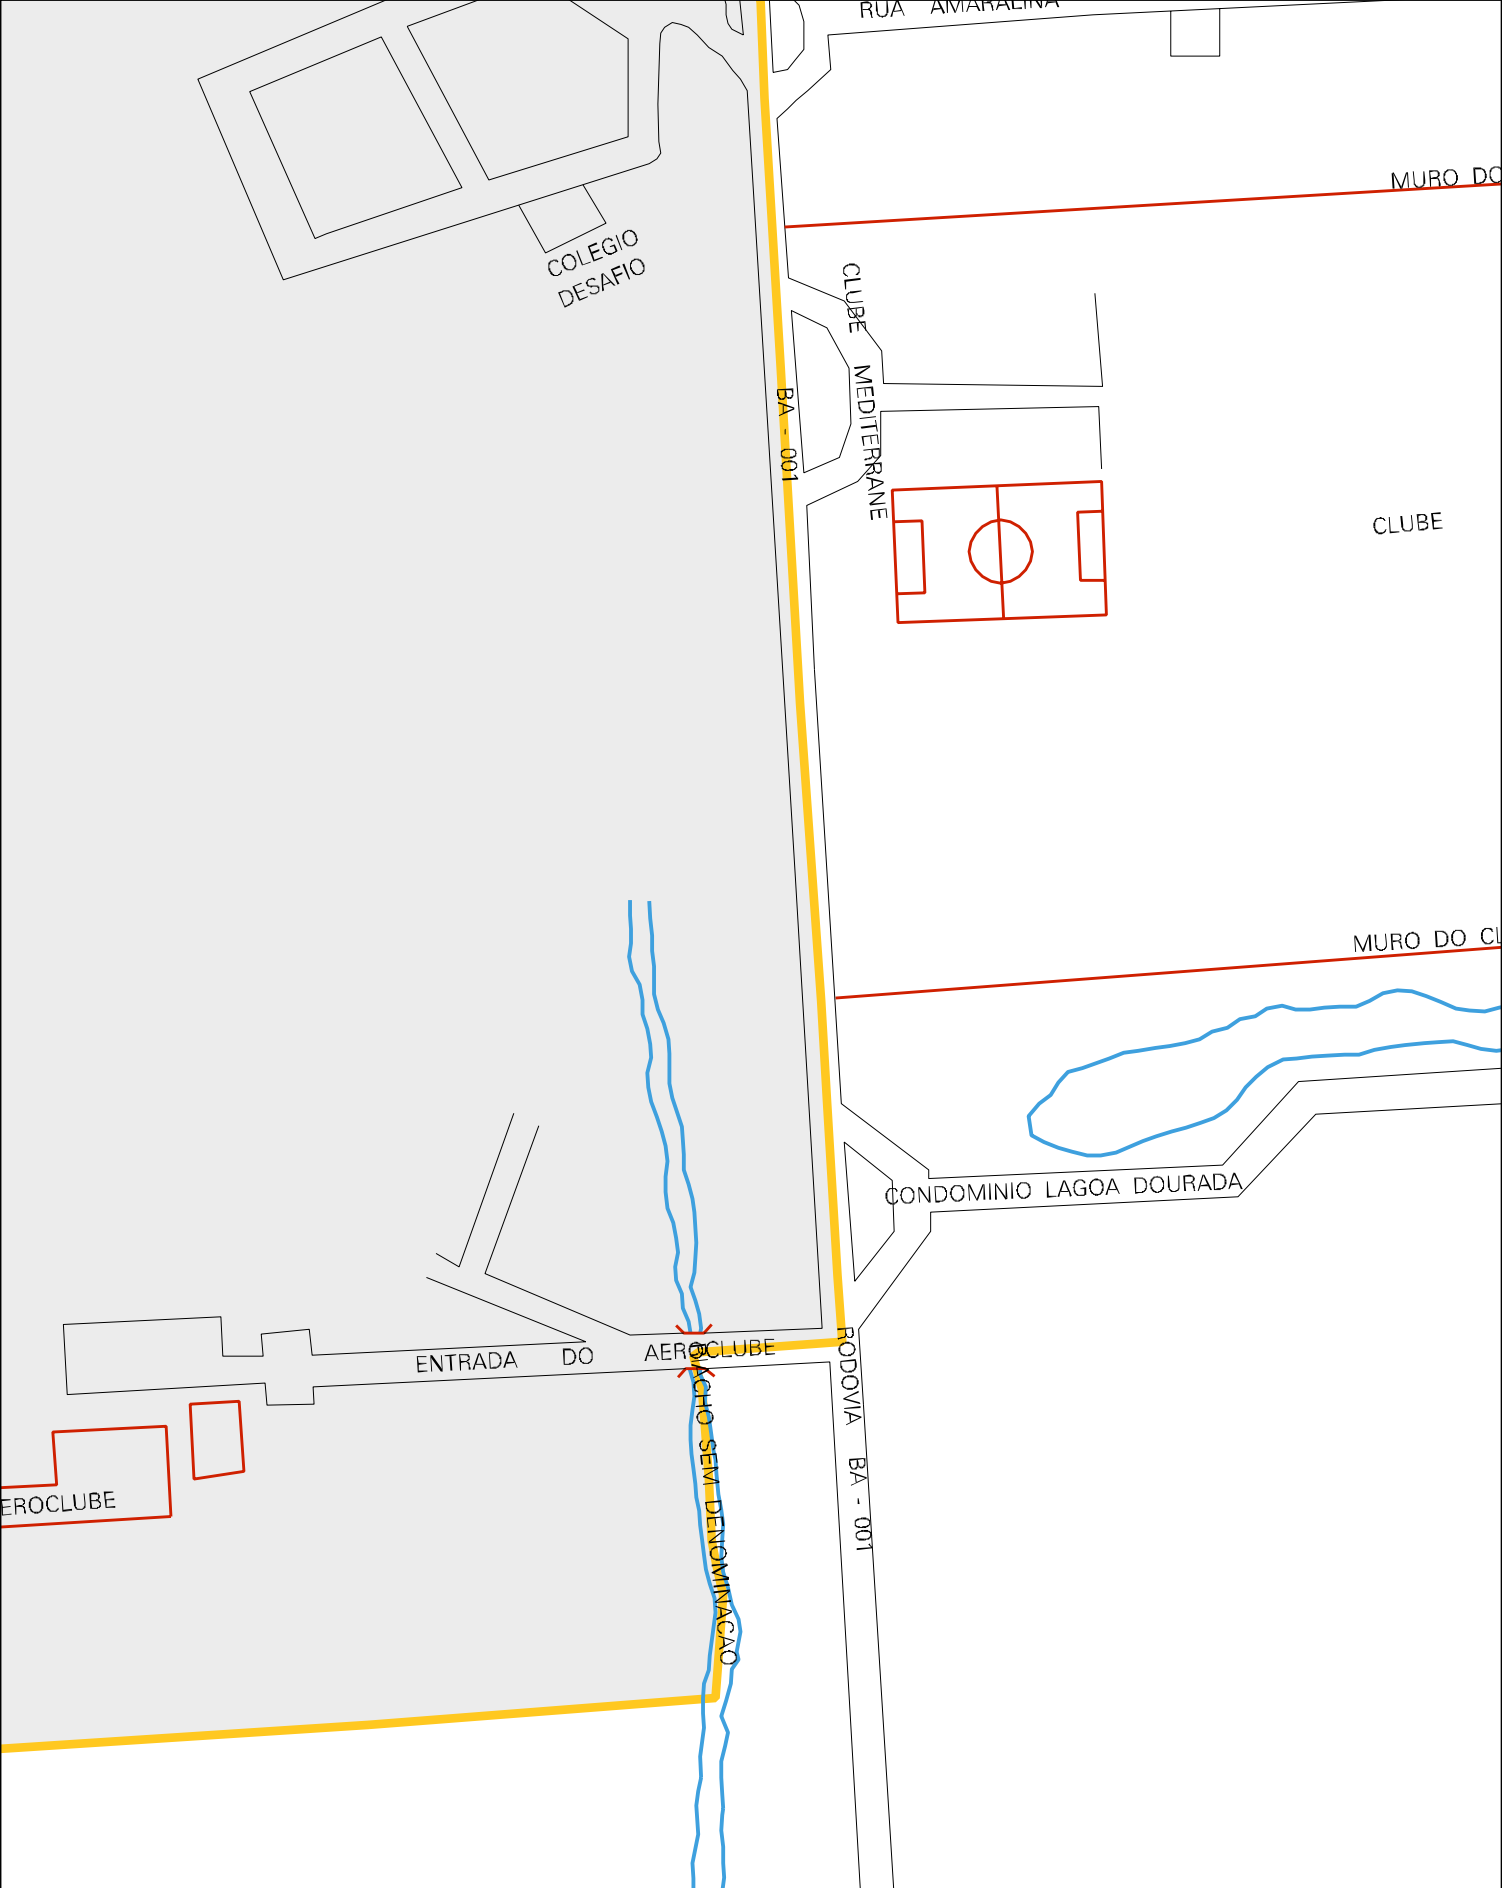 RUA AMARALINA
MURO DO
COLEGIO
DESAFIO
CLUBE MEDITERRANE
BA - 001
CLUBE
MURO DO CL
CONDOMINIO LAGOA DOURADA
ENTRADA DO AEROCLUBE
RIACHO SEM DENOMINACAO
RODOVIA BA - 001
EROCLUBE